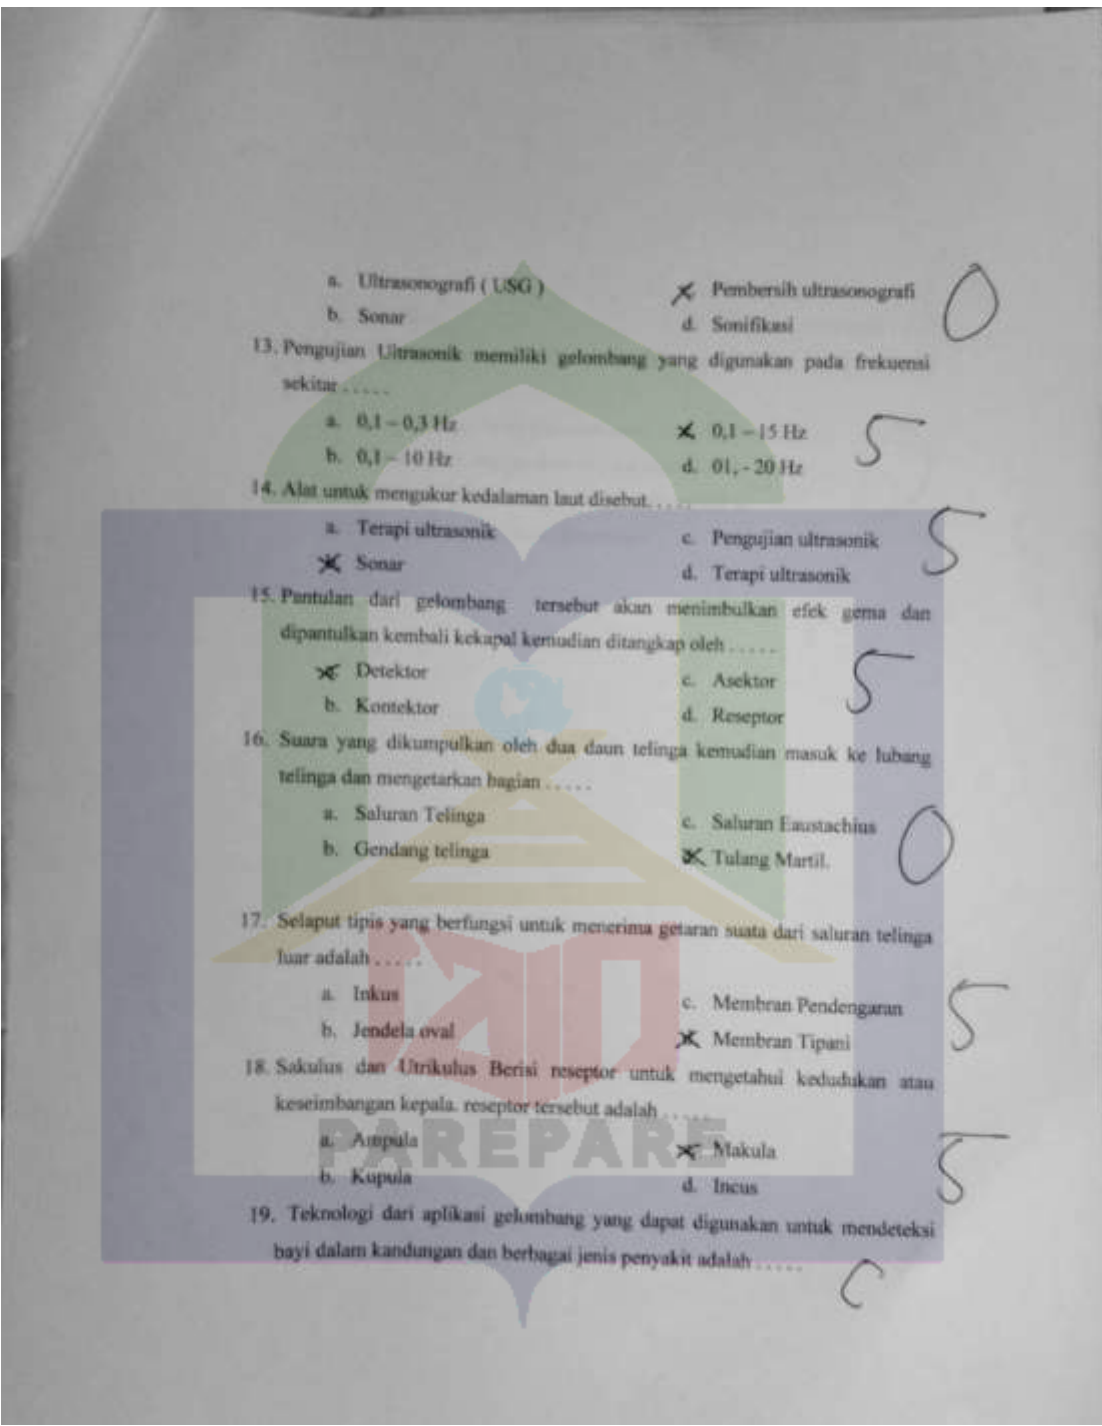 a. Ultrasonografi ( USG )
Pembersih ultrasonografi
b. Sonar
d. Sonifikasi
0
13. Pengujian Ultrasonik memiliki gelombang yang digunakan pada frekuensi
sekitar . . . . .
a. 0,1 – 0,3 Hz
0,1 – 15 Hz
b. 0,1 – 10 Hz
d. 01, - 20 Hz
5
14. Alat untuk mengukur kedalaman laut disebut. . . . .
a. Terapi ultrasonik
c. Pengujian ultrasonik
Sonar
d. Terapi ultrasonik
5
15. Pantulan dari gelombang tersebut akan menimbulkan efek gema dan
dipantulkan kembali kekapal kemudian ditangkap oleh . . . . .
Detektor
c. Asektor
b. Kontektor
d. Reseptor
5
16. Suara yang dikumpulkan oleh dua daun telinga kemudian masuk ke lubang
telinga dan mengetarkan bagian . . . . .
a. Saluran Telinga
c. Saluran Eaustachius
b. Gendang telinga
Tulang Martil.
0
17. Selaput tipis yang berfungsi untuk menerima getaran suata dari saluran telinga
luar adalah . . . . .
a. Inkus
c. Membran Pendengaran
b. Jendela oval
Membran Tipani
5
18. Sakulus dan Utrikulus Berisi reseptor untuk mengetahui kedudukan atau
keseimbangan kepala. reseptor tersebut adalah . . . . .
a. Ampula
Makula
b. Kupula
d. Incus
5
PAREPARE
19. Teknologi dari aplikasi gelombang yang dapat digunakan untuk mendeteksi
bayi dalam kandungan dan berbagai jenis penyakit adalah . . . . .